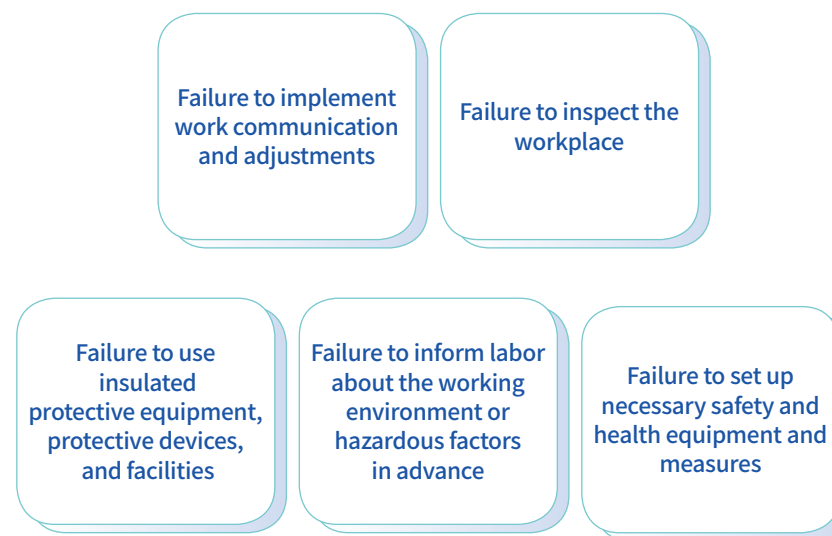 Failure to implement
work communication
and adjustments
Failure to inspect the
workplace
Failure to use
insulated
protective equipment,
protective devices,
and facilities
Failure to inform labor
about the working
environment or
hazardous factors
in advance
Failure to set up
necessary safety and
health equipment and
measures